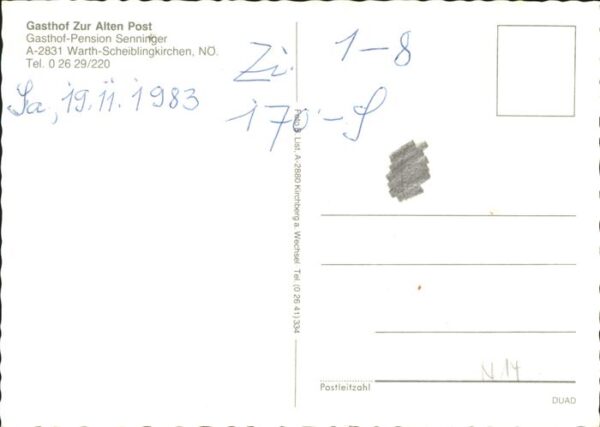 Gasthof Zur Alten Post
Gasthof-Pension Senninger
A-2831 Warth-Scheiblingkirchen, NÖ.
Tel. 0 26 29/220
Sa, 19.11.1983
Zi. 1-8
170,-S
Foto List, A-2880 Kirchberg a. Wechsel Tel. (0 26 41) 334
N. 14
Postleitzahl
DUAD